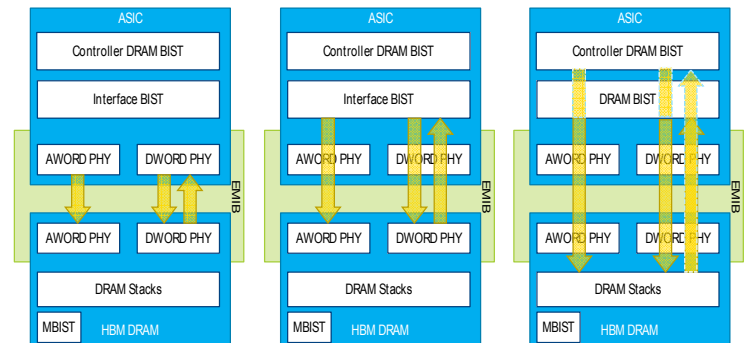 ASIC
Controller DRAM BIST
Interface BIST
AWORD PHY
DWORD PHY
EMIB
AWORD PHY
DWORD PHY
DRAM Stacks
MBIST
HBM DRAM
ASIC
Controller DRAM BIST
Interface BIST
AWORD PHY
DWORD PHY
EMIB
AWORD PHY
DWORD PHY
DRAM Stacks
MBIST
HBM DRAM
ASIC
Controller DRAM BIST
DRAM BIST
AWORD PHY
DWORD PHY
EMIB
AWORD PHY
DWORD PHY
DRAM Stacks
MBIST
HBM DRAM